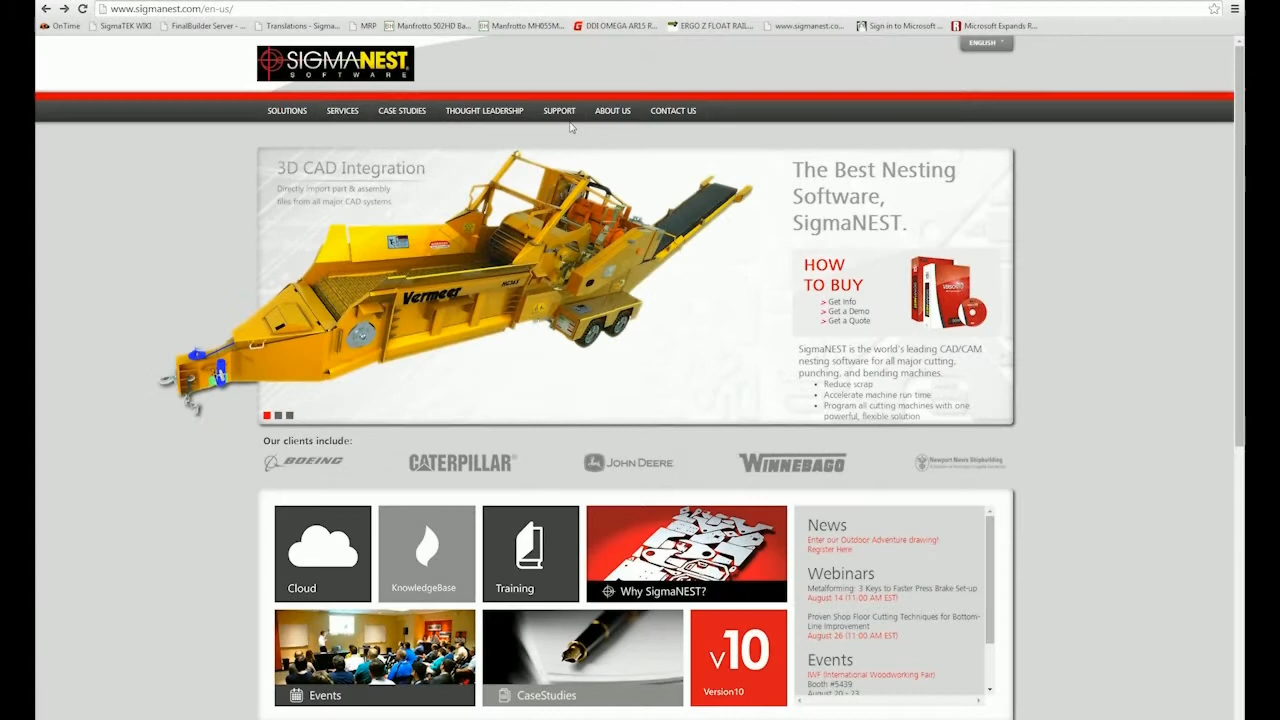 www.sigmanest.com/en-us/
OnTime
SigmaTEK WIKI
FinalBuilder Server - ...
Translations - Sigma...
MRP
Manfrotto 502HD Ba...
Manfrotto MH055M...
DDI OMEGA AR15 R...
ERGO Z FLOAT RAIL...
www.sigmanest.co...
Sign in to Microsoft ...
Microsoft Expands R...
ENGLISH
SIGMANEST
SOFTWARE
SOLUTIONS
SERVICES
CASE STUDIES
THOUGHT LEADERSHIP
SUPPORT
ABOUT US
CONTACT US
3D CAD Integration
Directly import part & assembly
files from all major CAD systems
Vermeer
The Best Nesting
Software,
SigmaNEST.
HOW
TO BUY
> Get Info
> Get a Demo
> Get a Quote
SigmaNEST is the world's leading CAD/CAM
nesting software for all major cutting,
punching, and bending machines.
• Reduce scrap
• Accelerate machine run time
• Program all cutting machines with one
powerful, flexible solution
Our clients include:
BOEING
CATERPILLAR
JOHN DEERE
WINNEBAGO
Newport News Shipbuilding
Cloud
KnowledgeBase
Training
Why SigmaNEST?
Events
CaseStudies
v10
Version10
News
Enter our Outdoor Adventure drawing!
Register Here
Webinars
Metalforming: 3 Keys to Faster Press Brake Set-up
August 14 (11:00 AM EST)
Proven Shop Floor Cutting Techniques for Bottom-
Line Improvement
August 26 (11:00 AM EST)
Events
IWF (International Woodworking Fair)
Booth #5439
August 20 - 23